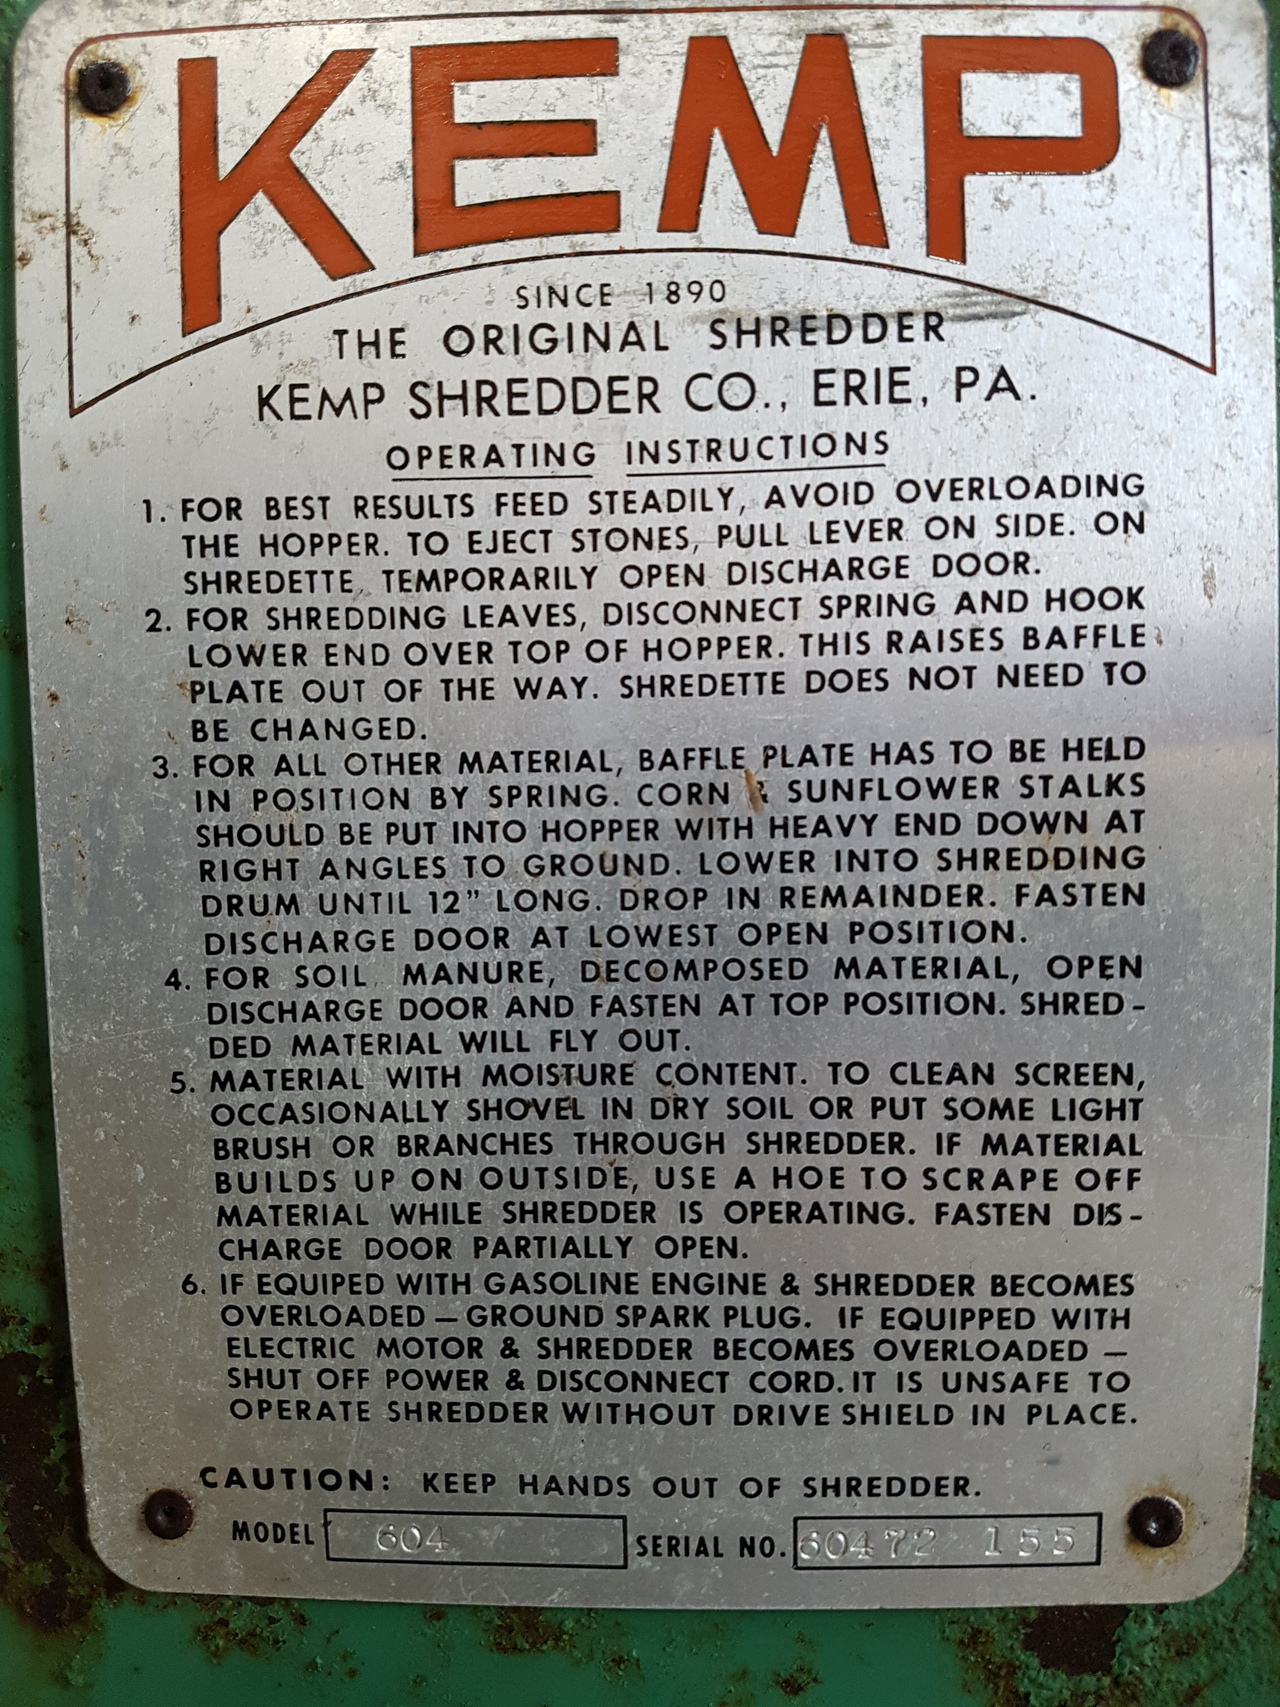 KEMP
SINCE 1890
THE ORIGINAL SHREDDER
KEMP SHREDDER CO., ERIE, PA.
OPERATING INSTRUCTIONS
1. FOR BEST RESULTS FEED STEADILY, AVOID OVERLOADING
THE HOPPER. TO EJECT STONES, PULL LEVER ON SIDE. ON
SHREDETTE, TEMPORARILY OPEN DISCHARGE DOOR.
2. FOR SHREDDING LEAVES, DISCONNECT SPRING AND HOOK
LOWER END OVER TOP OF HOPPER. THIS RAISES BAFFLE
PLATE OUT OF THE WAY. SHREDETTE DOES NOT NEED TO
BE CHANGED.
3. FOR ALL OTHER MATERIAL, BAFFLE PLATE HAS TO BE HELD
IN POSITION BY SPRING. CORN & SUNFLOWER STALKS
SHOULD BE PUT INTO HOPPER WITH HEAVY END DOWN AT
RIGHT ANGLES TO GROUND. LOWER INTO SHREDDING
DRUM UNTIL 12" LONG. DROP IN REMAINDER. FASTEN
DISCHARGE DOOR AT LOWEST OPEN POSITION.
4. FOR SOIL, MANURE, DECOMPOSED MATERIAL, OPEN
DISCHARGE DOOR AND FASTEN AT TOP POSITION. SHRED-
DED MATERIAL WILL FLY OUT.
5. MATERIAL WITH MOISTURE CONTENT. TO CLEAN SCREEN,
OCCASIONALLY SHOVEL IN DRY SOIL OR PUT SOME LIGHT
BRUSH OR BRANCHES THROUGH SHREDDER. IF MATERIAL
BUILDS UP ON OUTSIDE, USE A HOE TO SCRAPE OFF
MATERIAL WHILE SHREDDER IS OPERATING. FASTEN DIS-
CHARGE DOOR PARTIALLY OPEN.
6. IF EQUIPED WITH GASOLINE ENGINE & SHREDDER BECOMES
OVERLOADED — GROUND SPARK PLUG. IF EQUIPPED WITH
ELECTRIC MOTOR & SHREDDER BECOMES OVERLOADED —
SHUT OFF POWER & DISCONNECT CORD. IT IS UNSAFE TO
OPERATE SHREDDER WITHOUT DRIVE SHIELD IN PLACE.
CAUTION: KEEP HANDS OUT OF SHREDDER.
MODEL 604 SERIAL NO. 60472 155